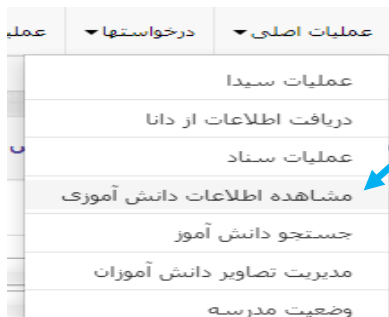 عملیات اصلی درخواستها
عملیات سیدا
دریافت اطلاعات از دانا
عملیات سناد
مشاهده اطلاعات دانش آموزی
جستجو دانش آموز
مدیریت تصاویر دانش آموزان
وضعیت مدرسه